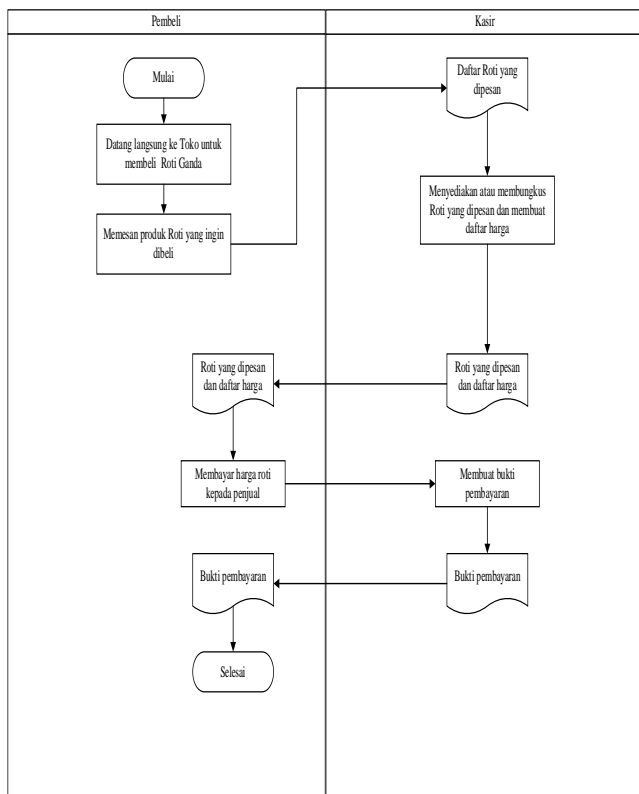 Pembeli
Kasir
Mulai
Datang langsung ke Toko untuk
membeli Roti Ganda
Memesan produk Roti yang ingin
dibeli
Daftar Roti yang
dipesan
Menyediakan atau membungkus
Roti yang dipesan dan membuat
daftar harga
Roti yang dipesan
dan daftar harga
Roti yang dipesan
dan daftar harga
Membayar harga roti
kepada penjual
Membuat bukti
pembayaran
Bukti pembayaran
Bukti pembayaran
Selesai